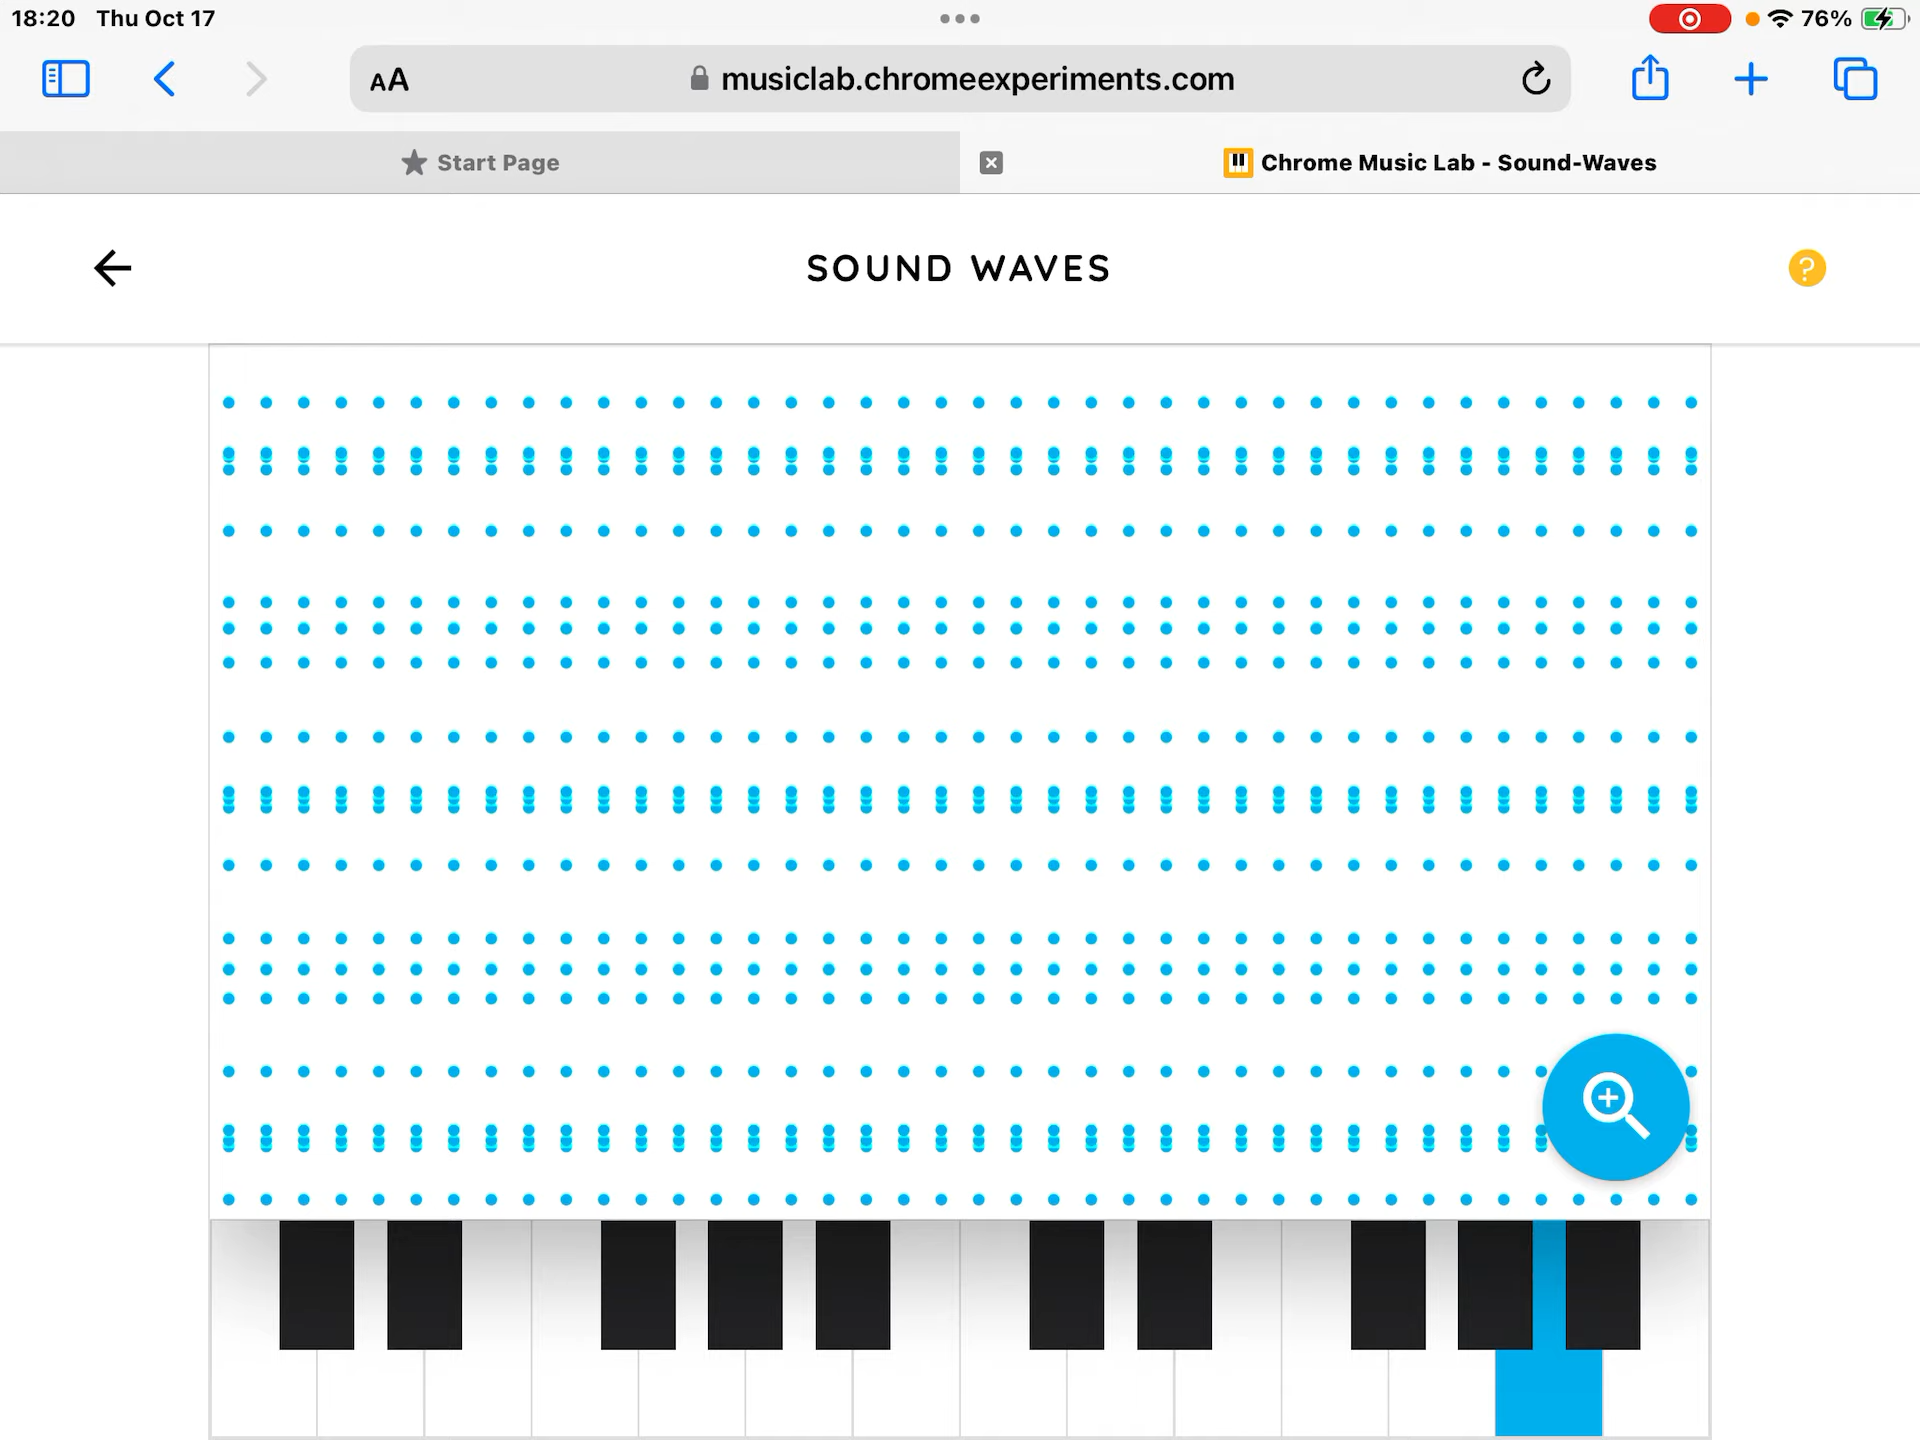 18:20 Thu Oct 17
76%
AA
musiclab.chromeexperiments.com
Start Page
Chrome Music Lab - Sound-Waves
SOUND WAVES
?